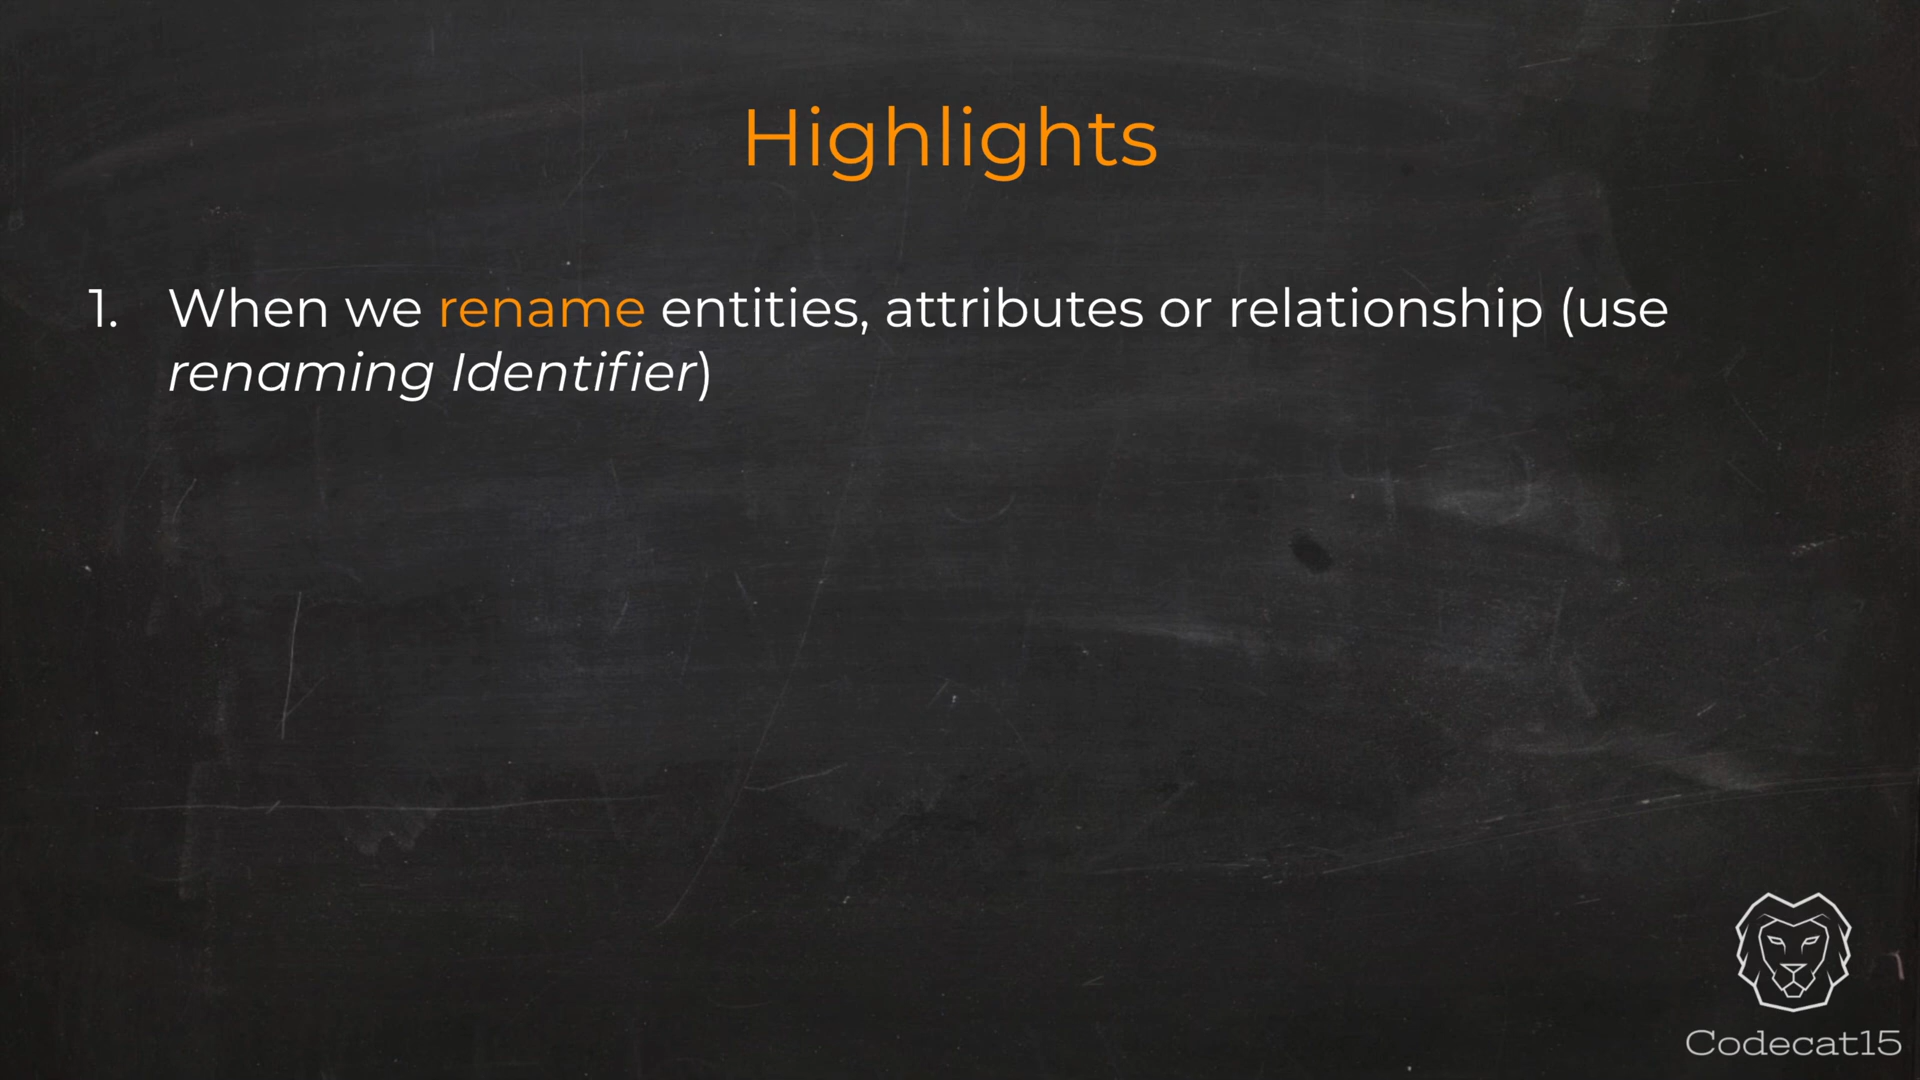 Highlights
1. When we rename entities, attributes or relationship (use
renaming Identifier)
Codecat15